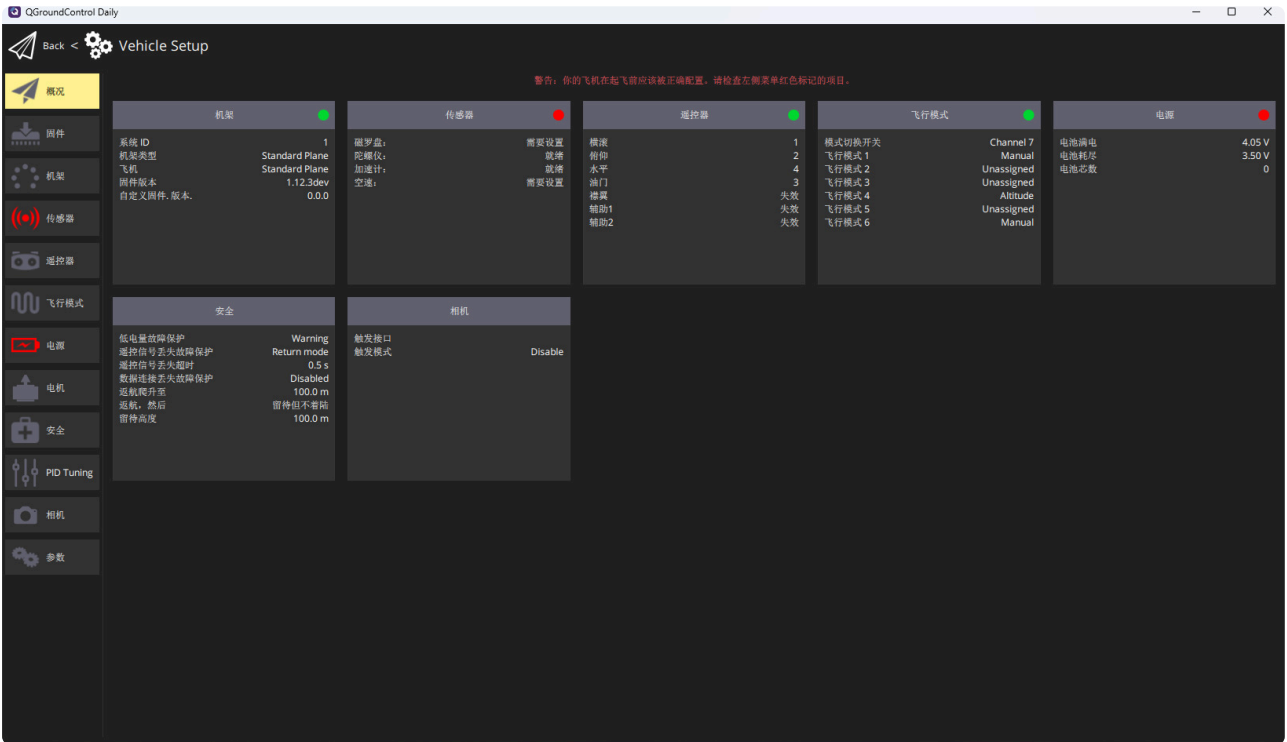 QGroundControl Daily
Back < Vehicle Setup
警告：你的飞机在起飞前应该被正确配置。请检查左侧菜单红色标记的项目。
概况
固件
机架
传感器
遥控器
飞行模式
电源
电机
安全
PID Tuning
相机
参数
机架
系统 ID 1
机架类型 Standard Plane
飞机 Standard Plane
固件版本 1.12.3dev
自定义固件. 版本. 0.0.0
传感器
磁罗盘： 需要设置
陀螺仪： 就绪
加速计： 就绪
空速： 需要设置
遥控器
横滚 1
俯仰 2
水平 4
油门 3
襟翼 失效
辅助1 失效
辅助2 失效
飞行模式
模式切换开关 Channel 7
飞行模式 1 Manual
飞行模式 2 Unassigned
飞行模式 3 Unassigned
飞行模式 4 Altitude
飞行模式 5 Unassigned
飞行模式 6 Manual
电源
电池满电 4.05 V
电池耗尽 3.50 V
电池芯数 0
安全
低电量故障保护 Warning
遥控信号丢失故障保护 Return mode
遥控信号丢失超时 0.5 s
数据连接丢失故障保护 Disabled
返航爬升至 100.0 m
返航，然后 留待但不着陆
留待高度 100.0 m
相机
触发接口
触发模式 Disable